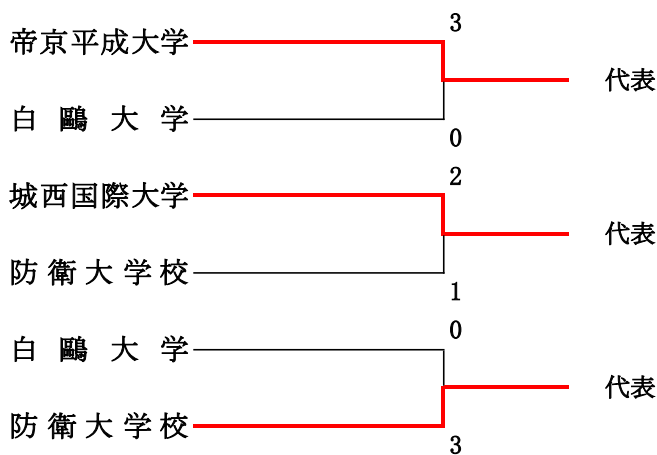 3
帝京平成大学
代表
白鷗大学
0
2
城西国際大学
代表
防衛大学校
1
0
白鷗大学
代表
防衛大学校
3